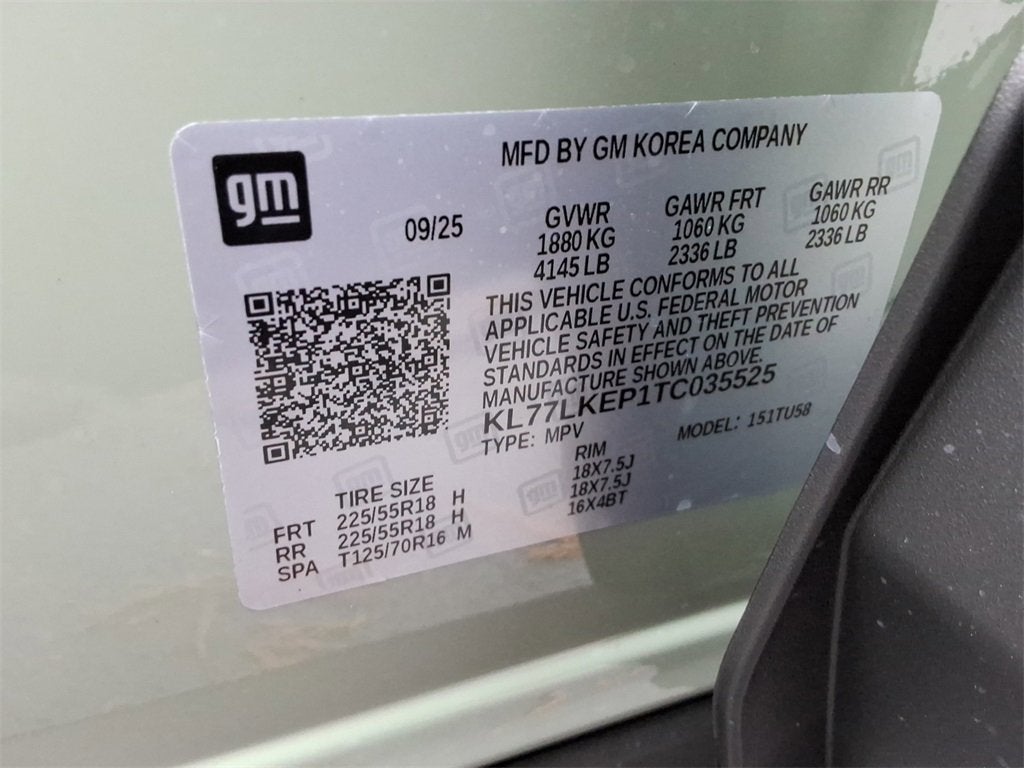 gm
MFD BY GM KOREA COMPANY
09/25
GVWR
1880 KG
4145 LB
GAWR FRT
1060 KG
2336 LB
GAWR RR
1060 KG
2336 LB
THIS VEHICLE CONFORMS TO ALL
APPLICABLE U.S. FEDERAL MOTOR
VEHICLE SAFETY AND THEFT PREVENTION
STANDARDS IN EFFECT ON THE DATE OF
MANUFACTURE SHOWN ABOVE.
KL77LKEP1TC035525
TYPE: MPV MODEL: 151TU58
TIRE SIZE RIM
FRT 225/55R18 H 18X7.5J
RR 225/55R18 H 18X7.5J
SPA T125/70R16 M 16X4BT